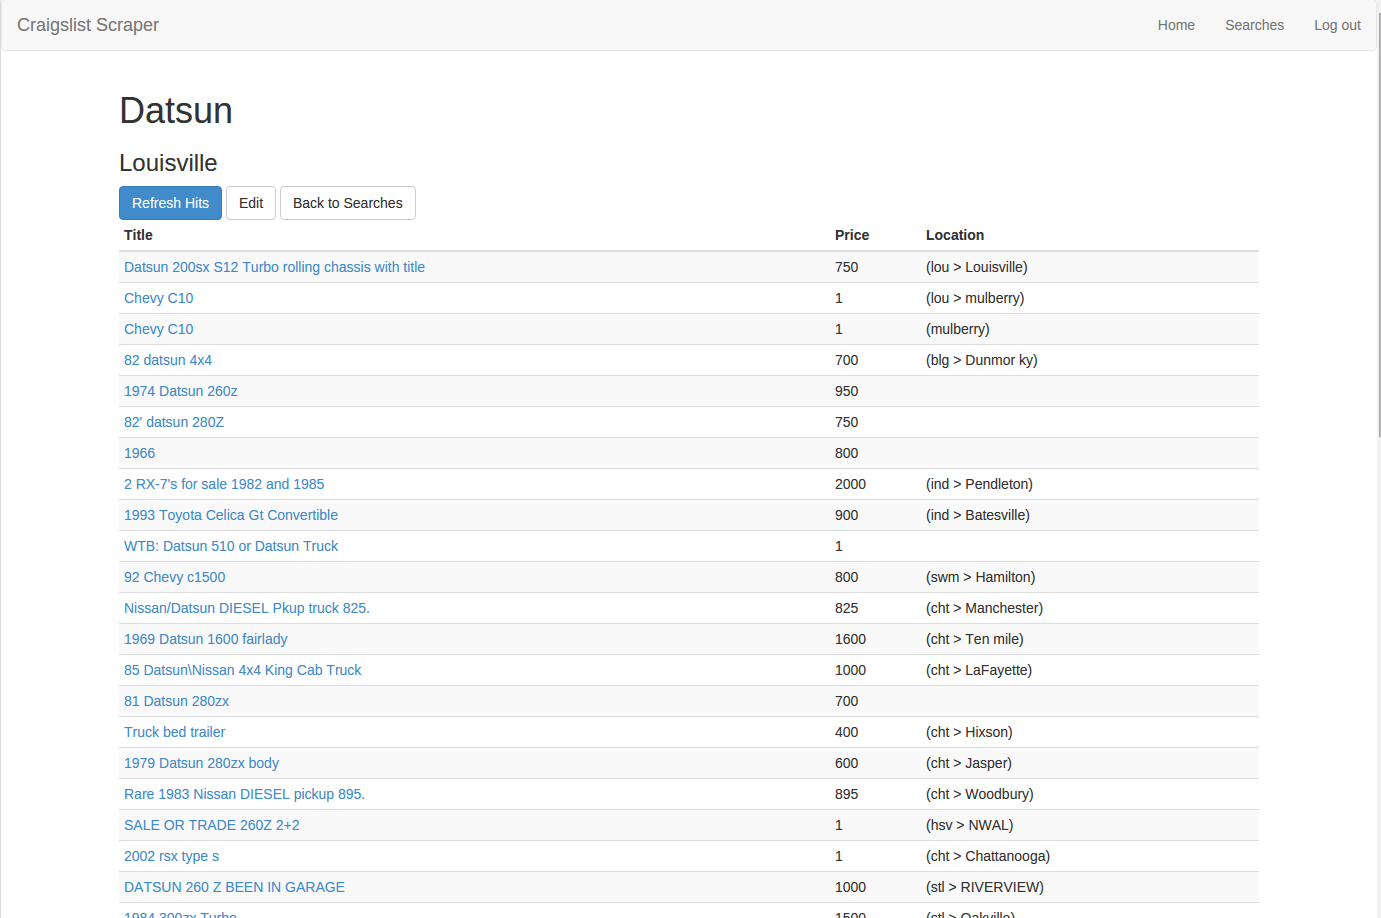 Craigslist Scraper Home Searches Log out
Datsun
Louisville
Refresh Hits Edit Back to Searches
Title Price Location
Datsun 200sx S12 Turbo rolling chassis with title 750 (lou > Louisville)
Chevy C10 1 (lou > mulberry)
Chevy C10 1 (mulberry)
82 datsun 4x4 700 (blg > Dunmor ky)
1974 Datsun 260z 950
82' datsun 280Z 750
1966 800
2 RX-7's for sale 1982 and 1985 2000 (ind > Pendleton)
1993 Toyota Celica Gt Convertible 900 (ind > Batesville)
WTB: Datsun 510 or Datsun Truck 1
92 Chevy c1500 800 (swm > Hamilton)
Nissan/Datsun DIESEL Pkup truck 825. 825 (cht > Manchester)
1969 Datsun 1600 fairlady 1600 (cht > Ten mile)
85 Datsun\Nissan 4x4 King Cab Truck 1000 (cht > LaFayette)
81 Datsun 280zx 700
Truck bed trailer 400 (cht > Hixson)
1979 Datsun 280zx body 600 (cht > Jasper)
Rare 1983 Nissan DIESEL pickup 895. 895 (cht > Woodbury)
SALE OR TRADE 260Z 2+2 1 (hsv > NWAL)
2002 rsx type s 1 (cht > Chattanooga)
DATSUN 260 Z BEEN IN GARAGE 1000 (stl > RIVERVIEW)
1984 300zx Turbo 1500 (stl > Oakville)